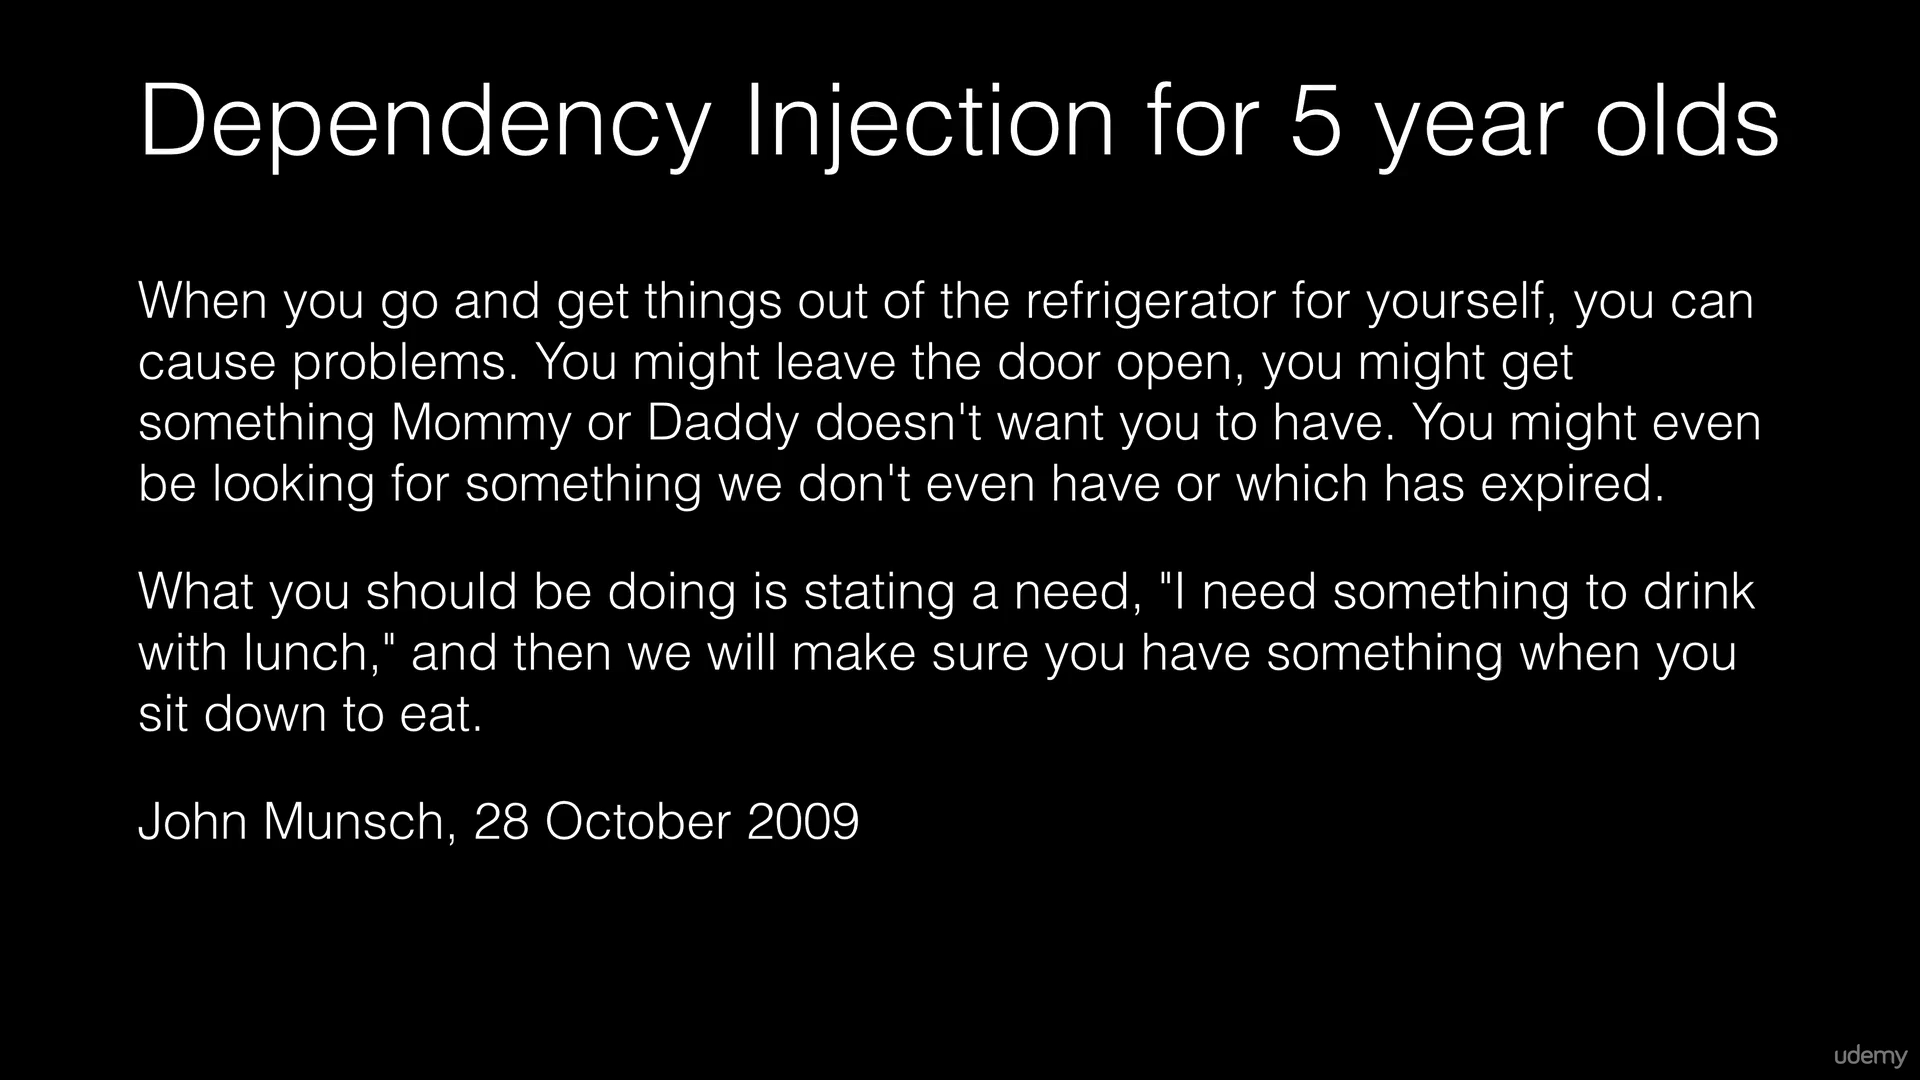 Dependency Injection for 5 year olds
When you go and get things out of the refrigerator for yourself, you can
cause problems. You might leave the door open, you might get
something Mommy or Daddy doesn't want you to have. You might even
be looking for something we don't even have or which has expired.
What you should be doing is stating a need, "I need something to drink
with lunch," and then we will make sure you have something when you
sit down to eat.
John Munsch, 28 October 2009
udemy